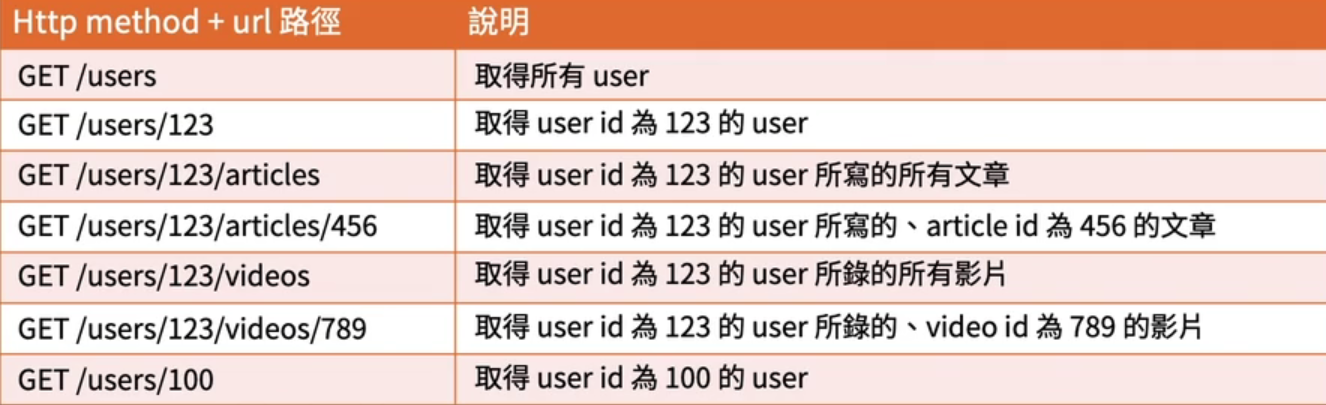 Http method + url 路徑 說明
GET /users 取得所有 user
GET /users/123 取得 user id 為 123 的 user
GET /users/123/articles 取得 user id 為 123 的 user 所寫的所有文章
GET /users/123/articles/456 取得 user id 為 123 的 user 所寫的、article id 為 456 的文章
GET /users/123/videos 取得 user id 為 123 的 user 所錄的所有影片
GET /users/123/videos/789 取得 user id 為 123 的 user 所錄的、video id 為 789 的影片
GET /users/100 取得 user id 為 100 的 user